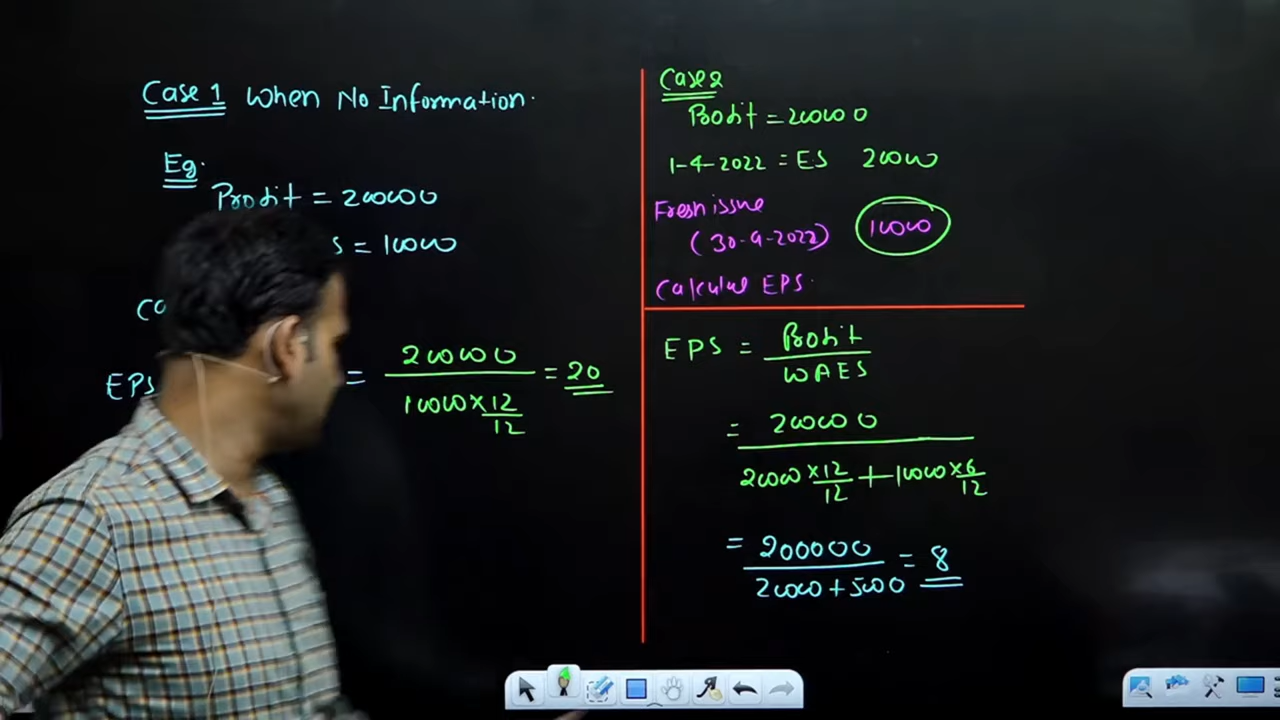 Case 1 When No Information.
Eg.
Profit = 200000
s = 10000
CO
EPS = 200000 / 10000 × 12/12 = 20
Case 2
Profit = 200000
1-4-2022 = ES 20000
Fresh issue
(30-9-2022) 10000
Calculate EPS.
EPS = Profit / WAES
= 200000 / 20000 × 12/12 + 10000 × 6/12
= 200000 / 20000 + 5000 = 8